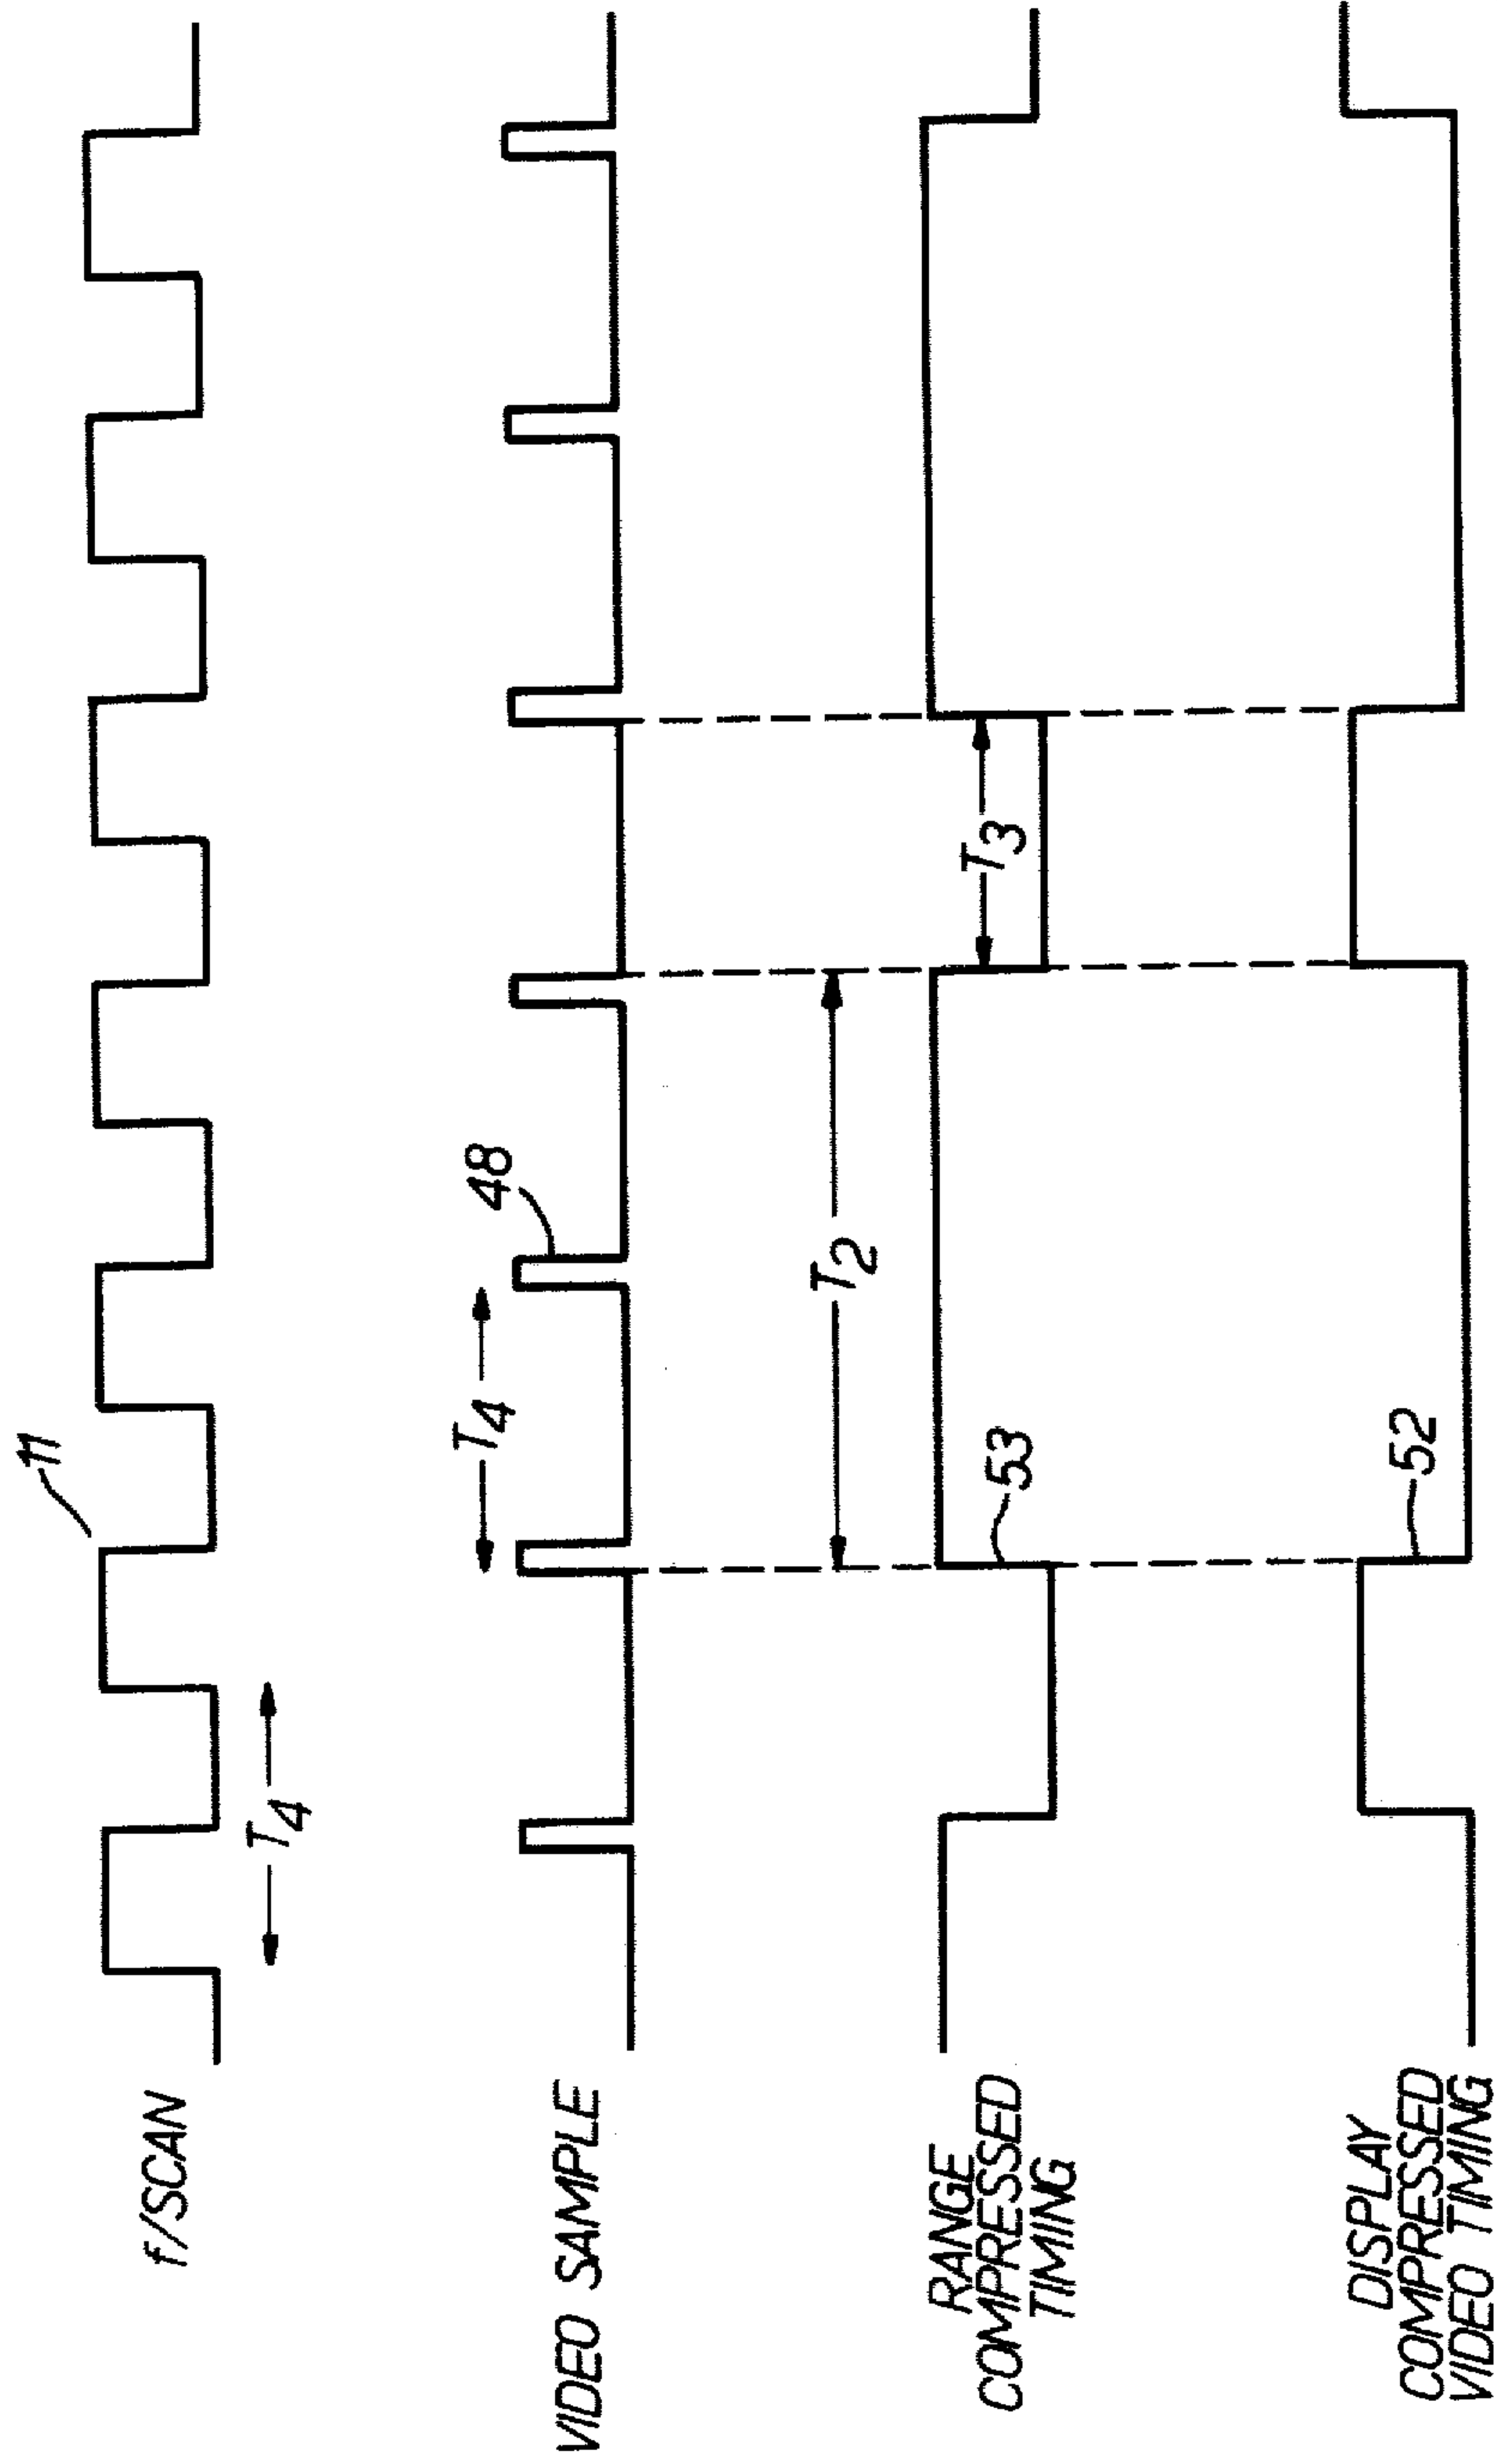 f/SCAN
11
T4
VIDEO SAMPLE
T4
48
T2
RANGE
COMPRESSED
TIMING
53
T3
DISPLAY
COMPRESSED
VIDEO TIMING
52